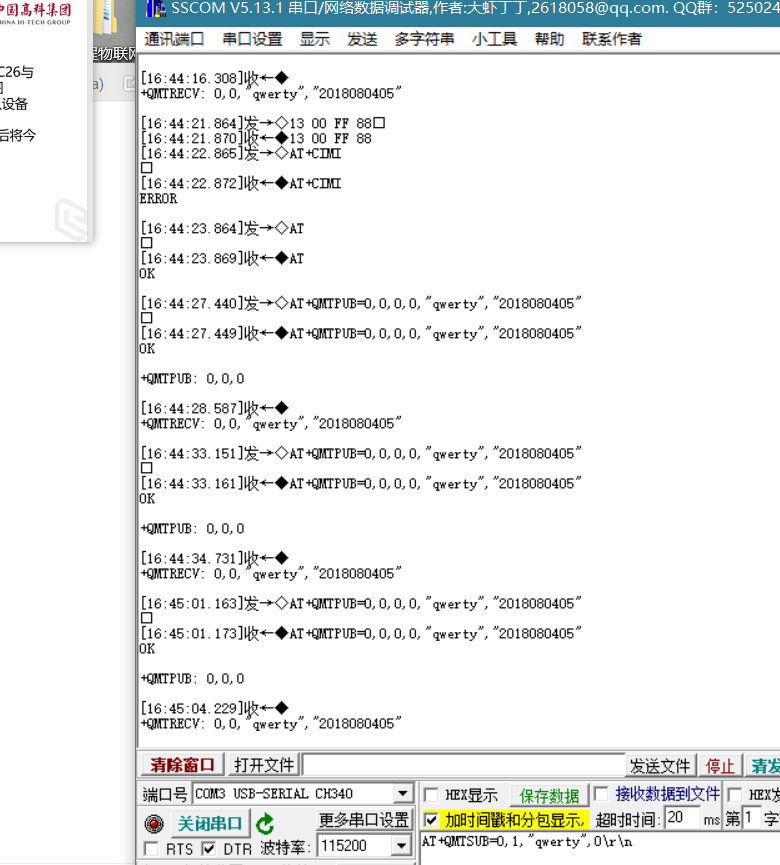 中国高科集团
CHINA HI-TECH GROUP
C26与
设备
后将今
物联网
a)
SSCOM V5.13.1 串口/网络数据调试器,作者:大虾丁丁,2618058@qq.com. QQ群: 525024
通讯端口 串口设置 显示 发送 多字符串 小工具 帮助 联系作者
[16:44:16.308]收←◆
+QMTRECV: 0,0,"qwerty","2018080405"
[16:44:21.864]发→◇13 00 FF 88□
[16:44:21.870]收←◆13 00 FF 88
[16:44:22.865]发→◇AT+CIMI
□
[16:44:22.872]收←◆AT+CIMI
ERROR
[16:44:23.864]发→◇AT
□
[16:44:23.869]收←◆AT
OK
[16:44:27.440]发→◇AT+QMTPUB=0,0,0,0,"qwerty","2018080405"
□
[16:44:27.449]收←◆AT+QMTPUB=0,0,0,0,"qwerty","2018080405"
OK
+QMTPUB: 0,0,0
[16:44:28.587]收←◆
+QMTRECV: 0,0,"qwerty","2018080405"
[16:44:33.151]发→◇AT+QMTPUB=0,0,0,0,"qwerty","2018080405"
□
[16:44:33.161]收←◆AT+QMTPUB=0,0,0,0,"qwerty","2018080405"
OK
+QMTPUB: 0,0,0
[16:44:34.731]收←◆
+QMTRECV: 0,0,"qwerty","2018080405"
[16:45:01.163]发→◇AT+QMTPUB=0,0,0,0,"qwerty","2018080405"
□
[16:45:01.173]收←◆AT+QMTPUB=0,0,0,0,"qwerty","2018080405"
OK
+QMTPUB: 0,0,0
[16:45:04.229]收←◆
+QMTRECV: 0,0,"qwerty","2018080405"
清除窗口 打开文件 发送文件 停止 清发
端口号 COM3 USB-SERIAL CH340 HEX显示 保存数据 接收数据到文件 HEX发
关闭串口 更多串口设置 加时间戳和分包显示, 超时时间: 20 ms 第 1 字
RTS DTR 波特率: 115200 AT+QMTSUB=0,1,"qwerty",0\r\n